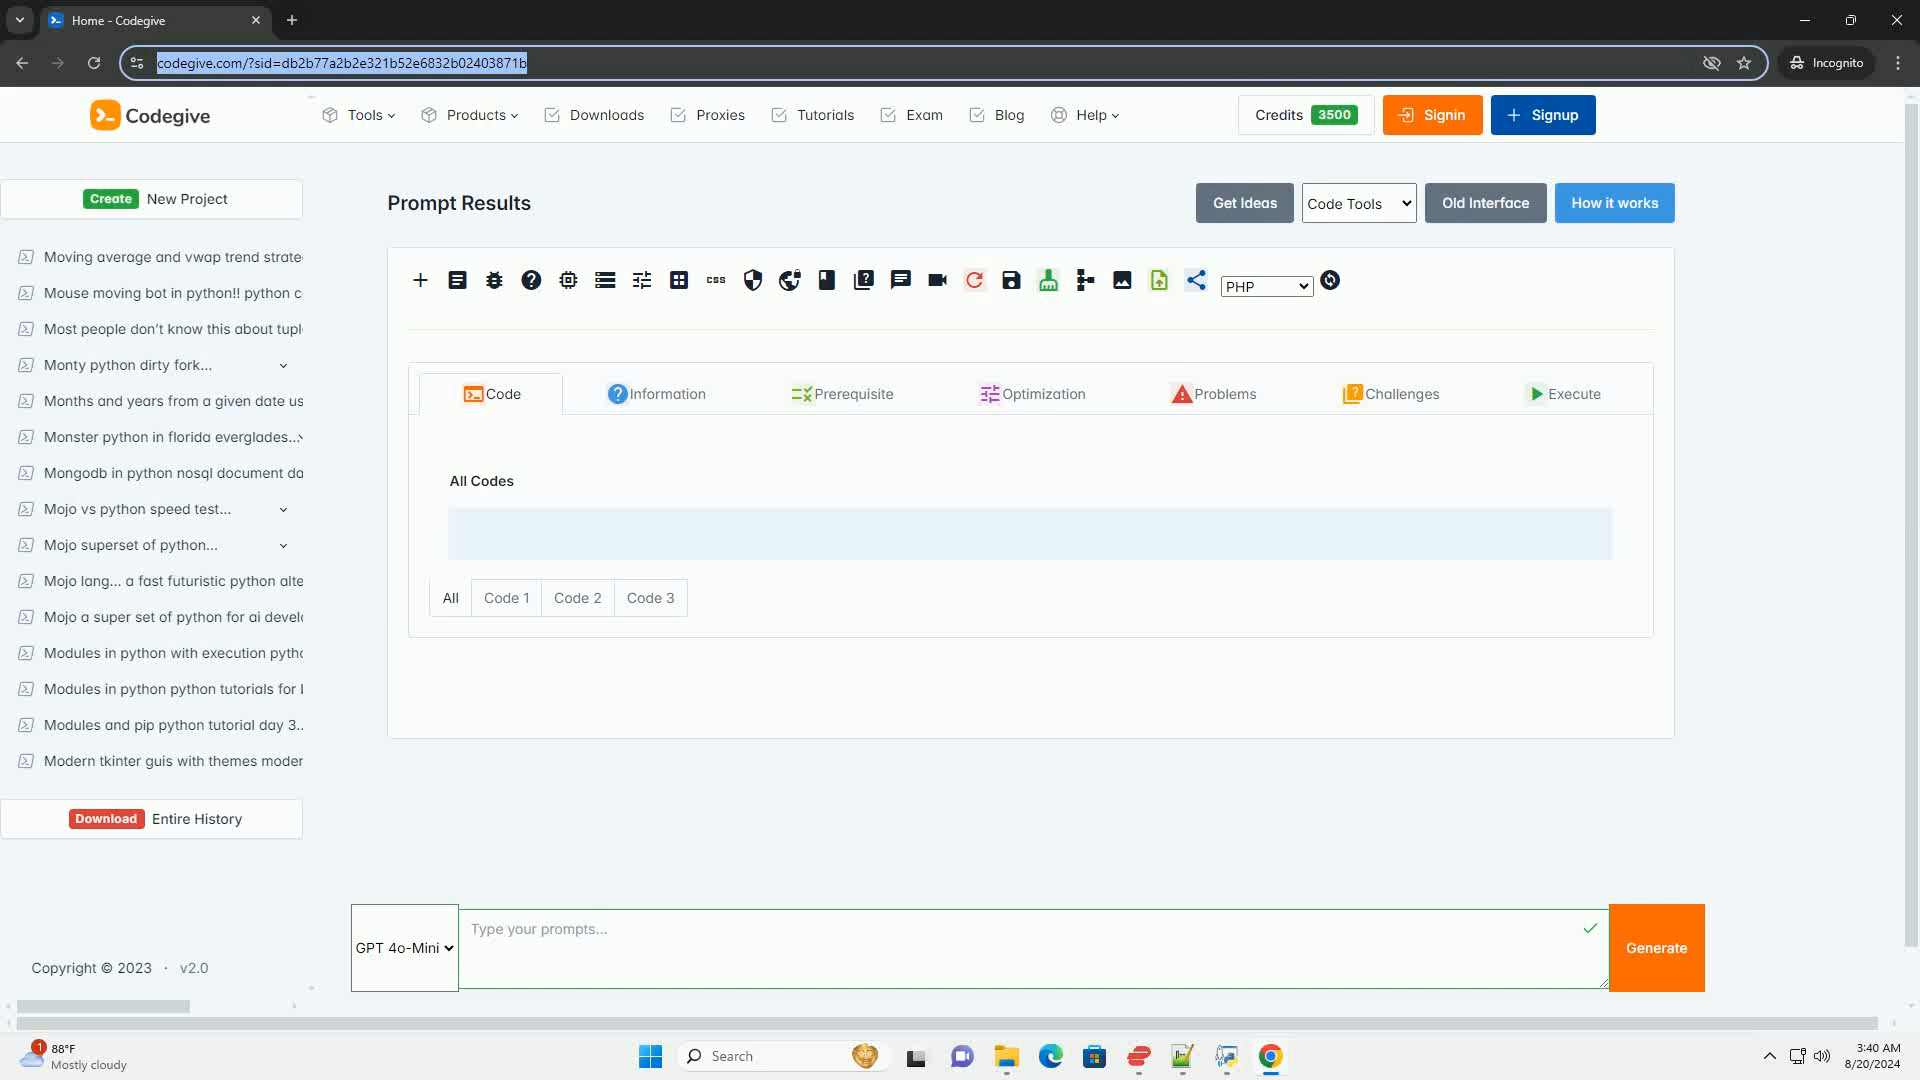 Home - Codegive
codegive.com/?sid=db2b77a2b2e321b52e6832b02403871b
Incognito
Codegive
Tools
Products
Downloads
Proxies
Tutorials
Exam
Blog
Help
Credits 3500
Signin
Signup
Create New Project
Moving average and vwap trend strate
Mouse moving bot in python!! python c
Most people don't know this about tupl
Monty python dirty fork...
Months and years from a given date us
Monster python in florida everglades...
Mongodb in python nosql document da
Mojo vs python speed test...
Mojo superset of python...
Mojo lang... a fast futuristic python alte
Mojo a super set of python for ai develo
Modules in python with execution pytho
Modules in python python tutorials for
Modules and pip python tutorial day 3..
Modern tkinter guis with themes moder
Download Entire History
Copyright © 2023 · v2.0
Prompt Results
Get Ideas
Code Tools
Old Interface
How it works
css
PHP
Code
Information
Prerequisite
Optimization
Problems
Challenges
Execute
All Codes
All
Code 1
Code 2
Code 3
GPT 4o-Mini
Type your prompts...
Generate
1
88°F
Mostly cloudy
Search
3:40 AM
8/20/2024